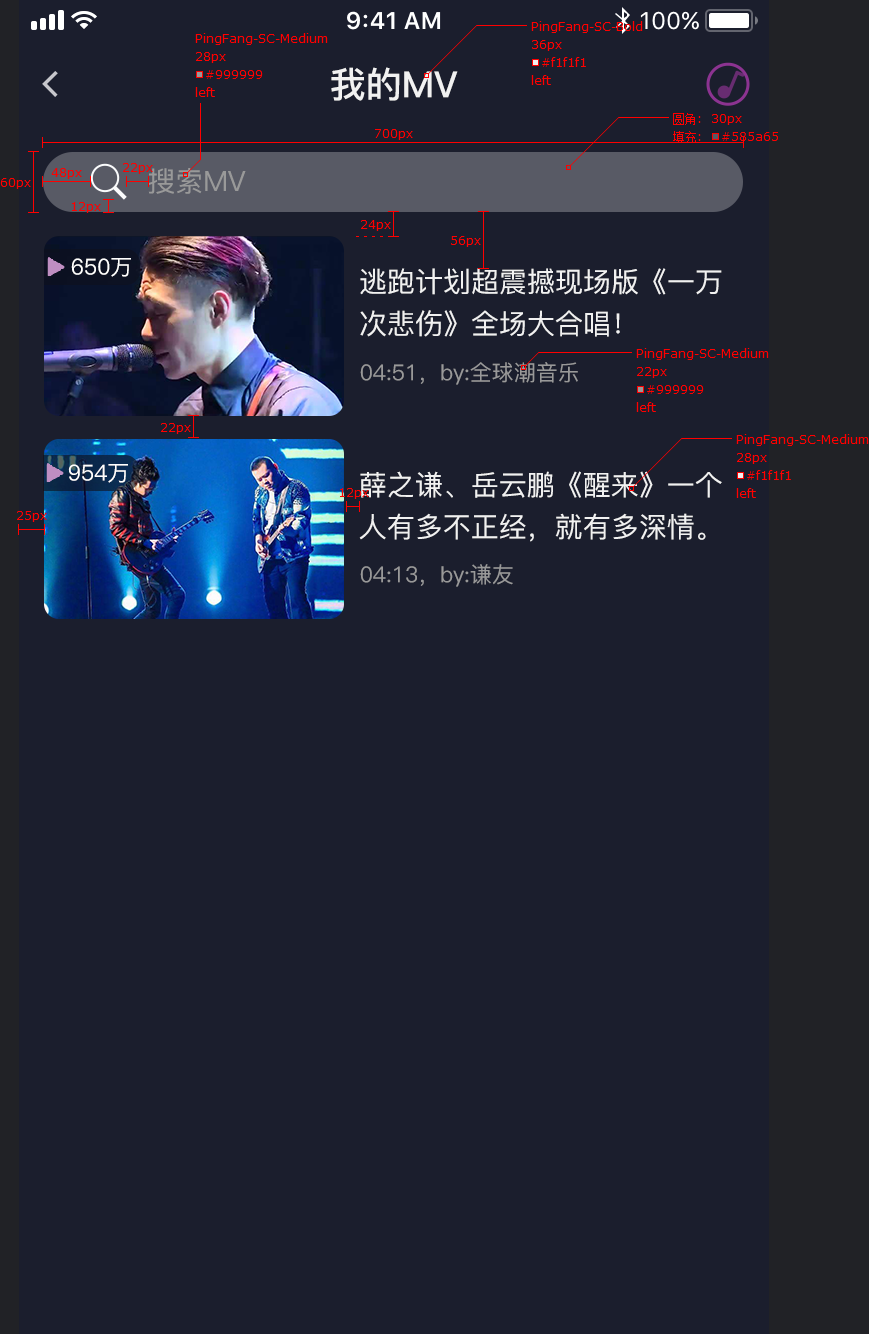 9:41 AM
100%
PingFang-SC-Medium
28px
#999999
left
PingFang-SC-Bold
36px
#f1f1f1
left
我的MV
圆角： 30px
填充： #585a65
700px
60px
48px
22px
12px
搜索MV
24px
56px
650万
逃跑计划超震撼现场版《一万
次悲伤》全场大合唱！
04:51，by:全球潮音乐
PingFang-SC-Medium
22px
#999999
left
22px
954万
12px
25px
薛之谦、岳云鹏《醒来》一个
人有多不正经，就有多深情。
04:13，by:谦友
PingFang-SC-Medium
28px
#f1f1f1
left